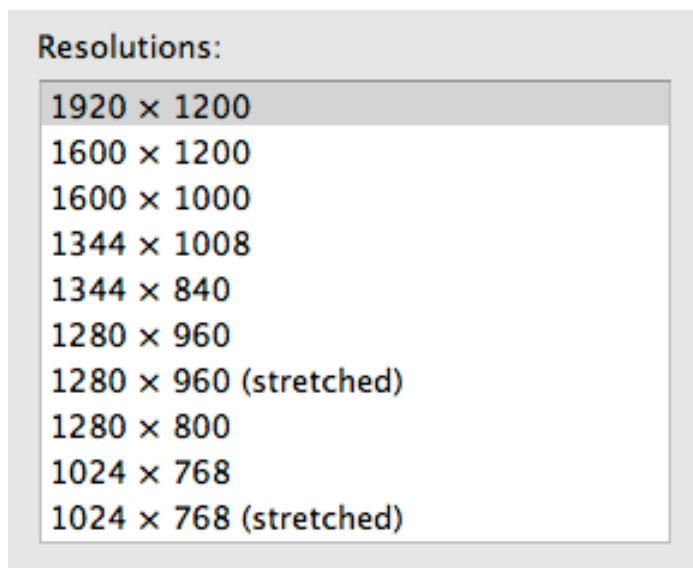 Resolutions:
1920 × 1200
1600 × 1200
1600 × 1000
1344 × 1008
1344 × 840
1280 × 960
1280 × 960 (stretched)
1280 × 800
1024 × 768
1024 × 768 (stretched)